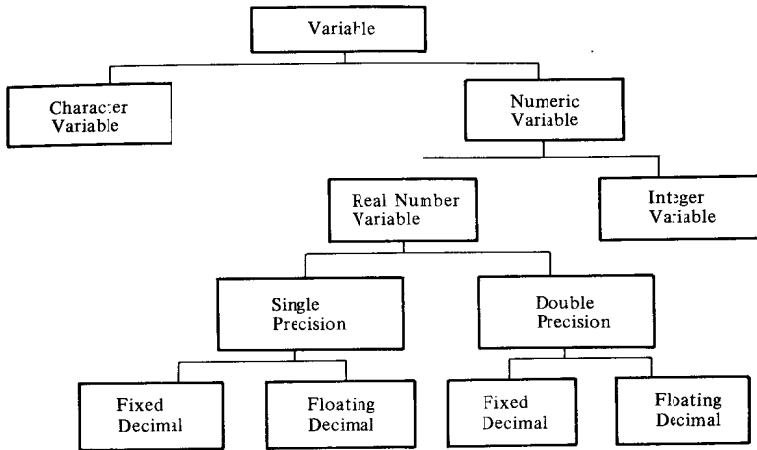 Variable
Character
Variable
Numeric
Variable
Real Number
Variable
Integer
Variable
Single
Precision
Double
Precision
Fixed
Decimal
Floating
Decimal
Fixed
Decimal
Floating
Decimal